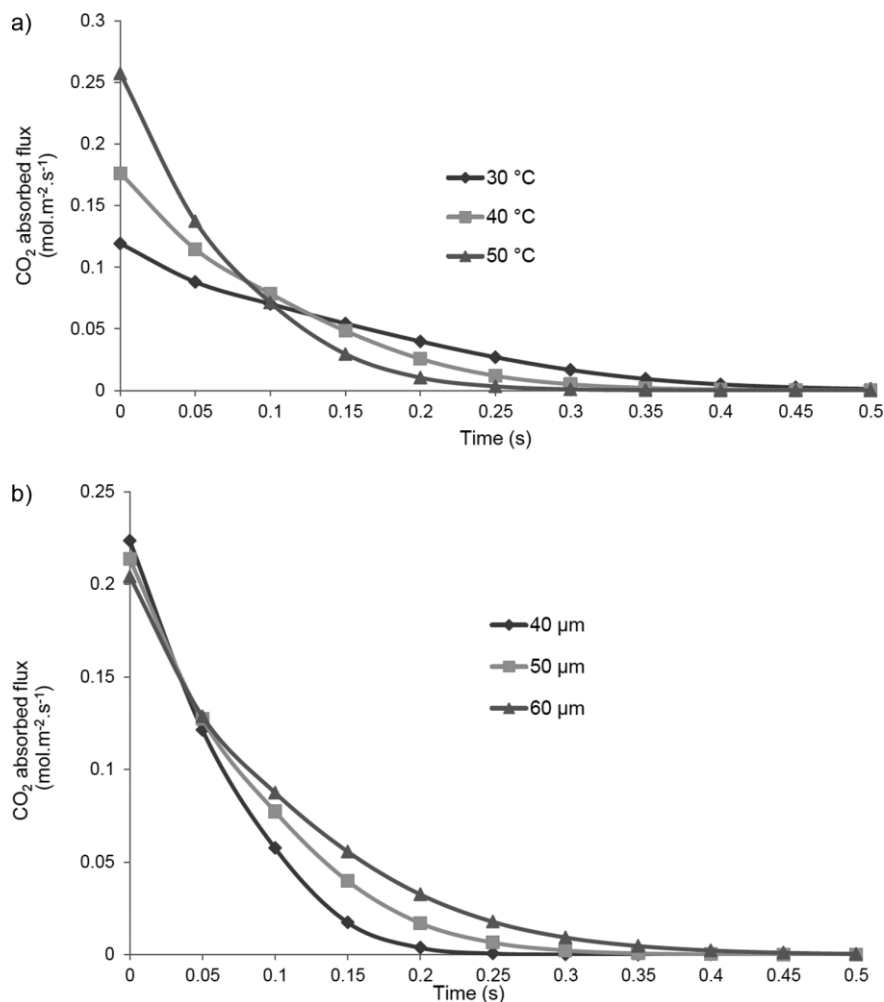 a)
0.3
0.25
0.2
0.15
0.1
0.05
0
CO₂ absorbed flux
(mol.m⁻².s⁻¹)
30 °C
40 °C
50 °C
0 0.05 0.1 0.15 0.2 0.25 0.3 0.35 0.4 0.45 0.5
Time (s)
b)
0.25
0.2
0.15
0.1
0.05
0
CO₂ absorbed flux
(mol.m⁻².s⁻¹)
40 µm
50 µm
60 µm
0 0.05 0.1 0.15 0.2 0.25 0.3 0.35 0.4 0.45 0.5
Time (s)